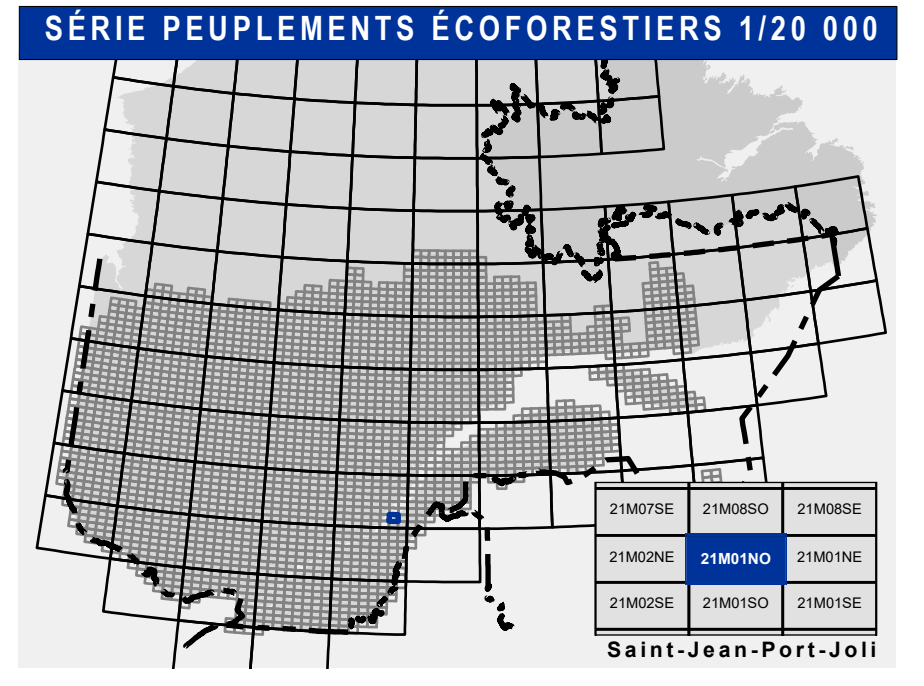 SÉRIE PEUPLEMENTS ÉCOFORESTIERS 1/20 000
21M07SE 21M08SO 21M08SE
21M02NE 21M01NO 21M01NE
21M02SE 21M01SO 21M01SE
Saint-Jean-Port-Joli